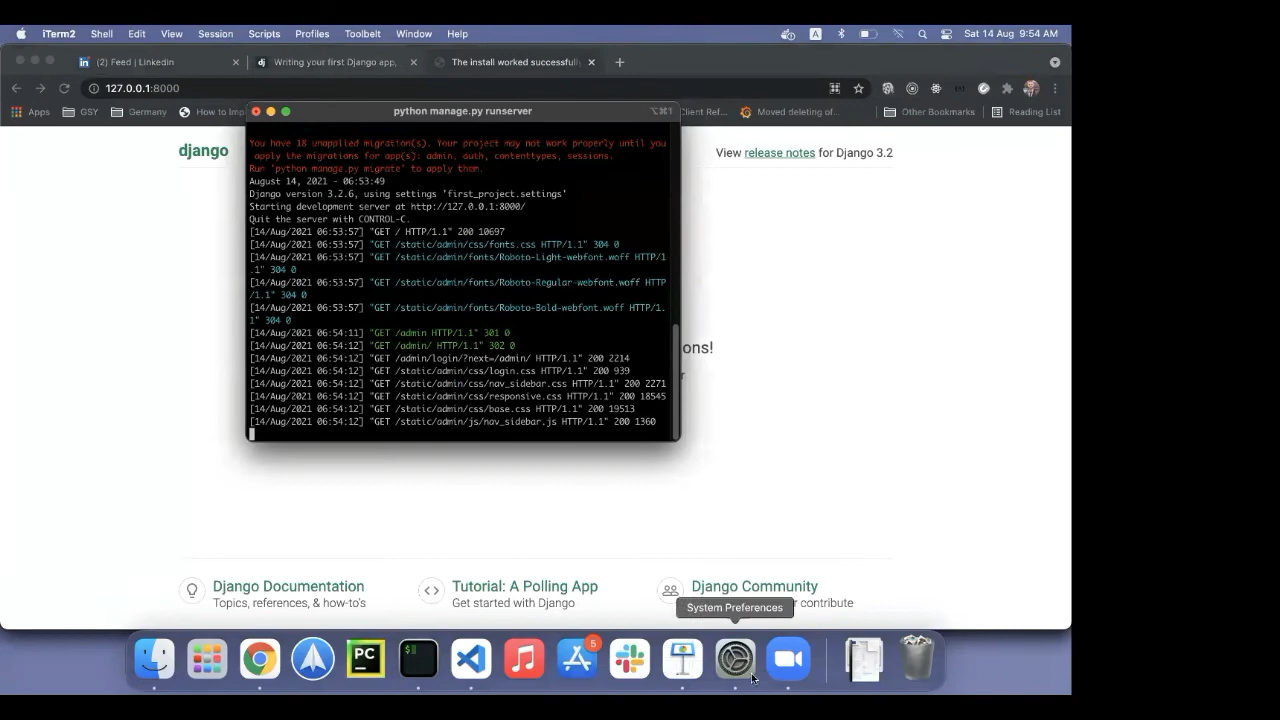 iTerm2 Shell Edit View Session Scripts Profiles Toolbelt Window Help A Sat 14 Aug 9:54 AM
in (2) Feed | LinkedIn dj Writing your first Django app, The install worked successfull
127.0.0.1:8000
Apps GSY Germany How to Imp Client Ref... Moved deleting of... Other Bookmarks Reading List
python manage.py runserver ⌥⌘1
django
View release notes for Django 3.2
You have 18 unapplied migration(s). Your project may not work properly until you
apply the migrations for app(s): admin, auth, contenttypes, sessions.
Run 'python manage.py migrate' to apply them.
August 14, 2021 - 06:53:49
Django version 3.2.6, using settings 'first_project.settings'
Starting development server at http://127.0.0.1:8000/
Quit the server with CONTROL-C.
[14/Aug/2021 06:53:57] "GET / HTTP/1.1" 200 10697
[14/Aug/2021 06:53:57] "GET /static/admin/css/fonts.css HTTP/1.1" 304 0
[14/Aug/2021 06:53:57] "GET /static/admin/fonts/Roboto-Light-webfont.woff HTTP/1
.1" 304 0
[14/Aug/2021 06:53:57] "GET /static/admin/fonts/Roboto-Regular-webfont.woff HTTP
/1.1" 304 0
[14/Aug/2021 06:53:57] "GET /static/admin/fonts/Roboto-Bold-webfont.woff HTTP/1.
1" 304 0
[14/Aug/2021 06:54:11] "GET /admin HTTP/1.1" 301 0
[14/Aug/2021 06:54:12] "GET /admin/ HTTP/1.1" 302 0
[14/Aug/2021 06:54:12] "GET /admin/login/?next=/admin/ HTTP/1.1" 200 2214
[14/Aug/2021 06:54:12] "GET /static/admin/css/login.css HTTP/1.1" 200 939
[14/Aug/2021 06:54:12] "GET /static/admin/css/nav_sidebar.css HTTP/1.1" 200 2271
[14/Aug/2021 06:54:12] "GET /static/admin/css/responsive.css HTTP/1.1" 200 18545
[14/Aug/2021 06:54:12] "GET /static/admin/css/base.css HTTP/1.1" 200 19513
[14/Aug/2021 06:54:12] "GET /static/admin/js/nav_sidebar.js HTTP/1.1" 200 1360
ons!
r
Django Documentation
Topics, references, & how-to's
Tutorial: A Polling App
Get started with Django
Django Community
r contribute
System Preferences
PC
$
5